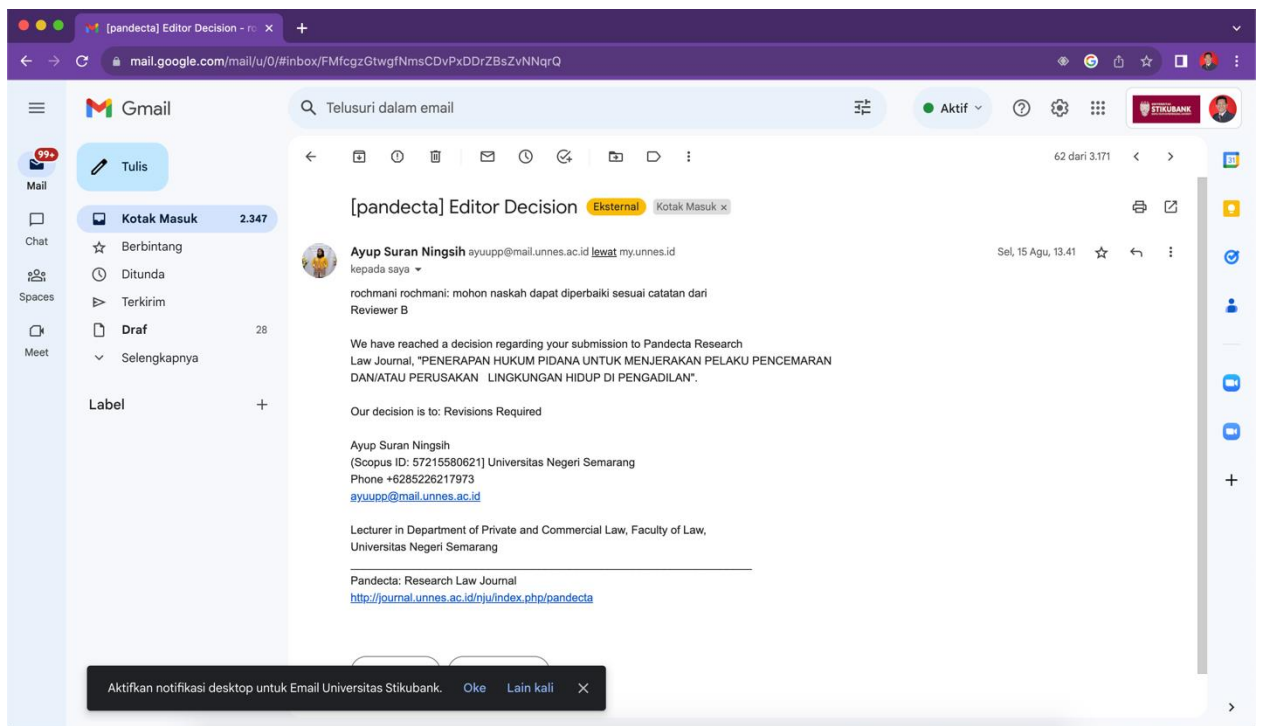 [pandecta] Editor Decision - ro
mail.google.com/mail/u/0/#inbox/FMfcgzGtwgfNmsCDvPxDDrZBsZvNNqrQ
Gmail
Telusuri dalam email
Aktif
STIKUBANK
99+
Mail
Chat
Spaces
Meet
Tulis
Kotak Masuk 2.347
Berbintang
Ditunda
Terkirim
Draf 28
Selengkapnya
Label
62 dari 3.171
31
[pandecta] Editor Decision Eksternal Kotak Masuk ×
Ayup Suran Ningsih ayuupp@mail.unnes.ac.id lewat my.unnes.id Sel, 15 Agu, 13.41
kepada saya
rochmani rochmani: mohon naskah dapat diperbaiki sesuai catatan dari
Reviewer B
We have reached a decision regarding your submission to Pandecta Research
Law Journal, "PENERAPAN HUKUM PIDANA UNTUK MENJERAKAN PELAKU PENCEMARAN
DAN/ATAU PERUSAKAN LINGKUNGAN HIDUP DI PENGADILAN".
Our decision is to: Revisions Required
Ayup Suran Ningsih
(Scopus ID: 57215580621] Universitas Negeri Semarang
Phone +6285226217973
ayuupp@mail.unnes.ac.id
Lecturer in Department of Private and Commercial Law, Faculty of Law,
Universitas Negeri Semarang
Pandecta: Research Law Journal
http://journal.unnes.ac.id/nju/index.php/pandecta
Aktifkan notifikasi desktop untuk Email Universitas Stikubank. Oke Lain kali